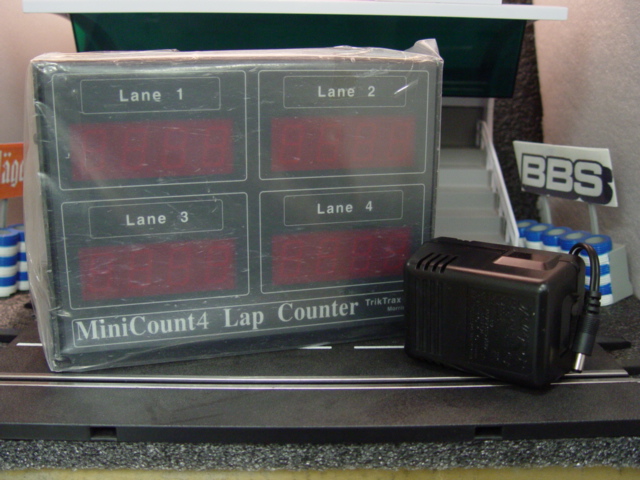 Lane 1
Lane 2
Lane 3
Lane 4
MiniCount4 Lap Counter
TrikTrax
BBS